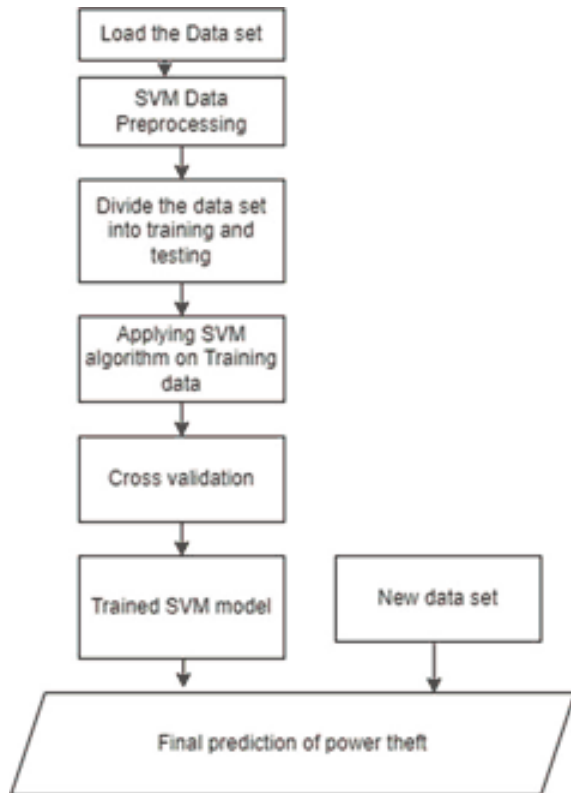 Load the Data set
SVM Data
Preprocessing
Divide the data set
into training and
testing
Applying SVM
algorithm on Training
data
Cross validation
Trained SVM model
New data set
Final prediction of power theft